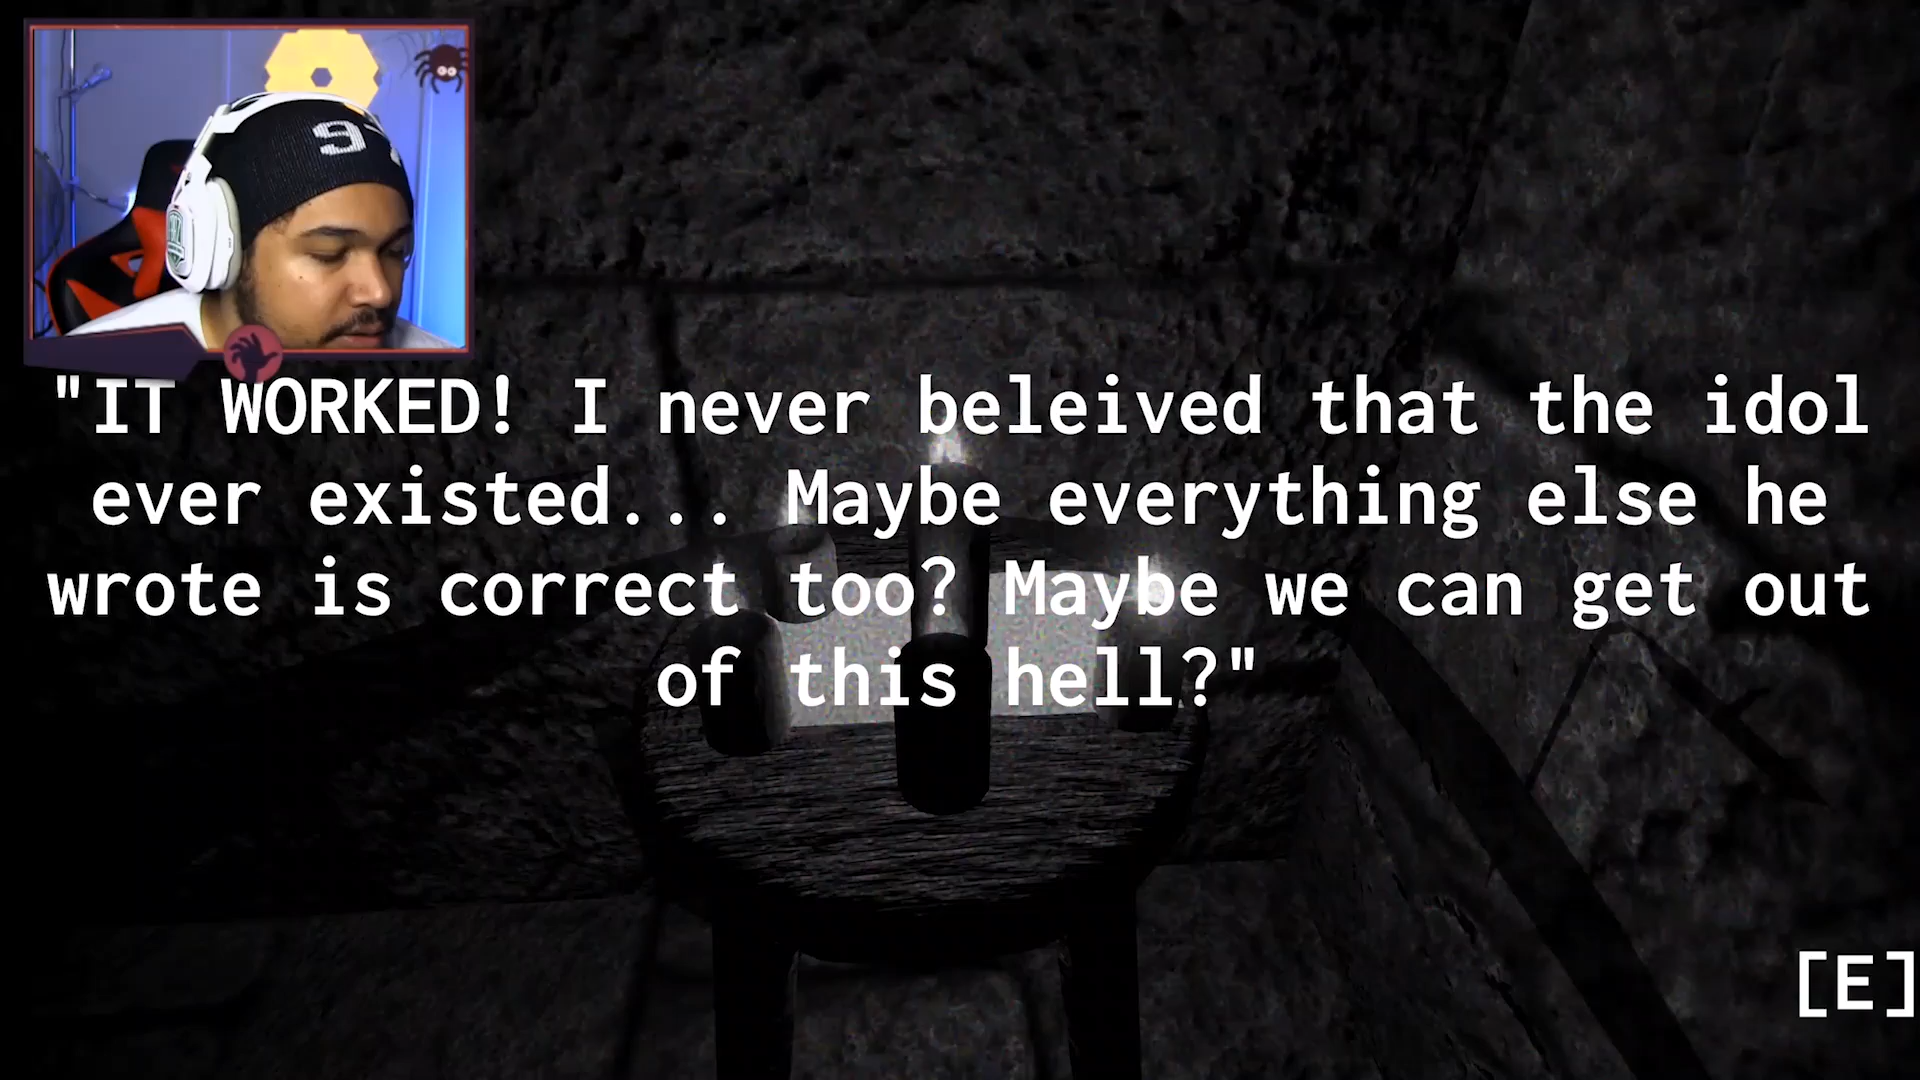 97
"IT WORKED! I never beleived that the idol
ever existed... Maybe everything else he
wrote is correct too? Maybe we can get out
of this hell?"
[E]